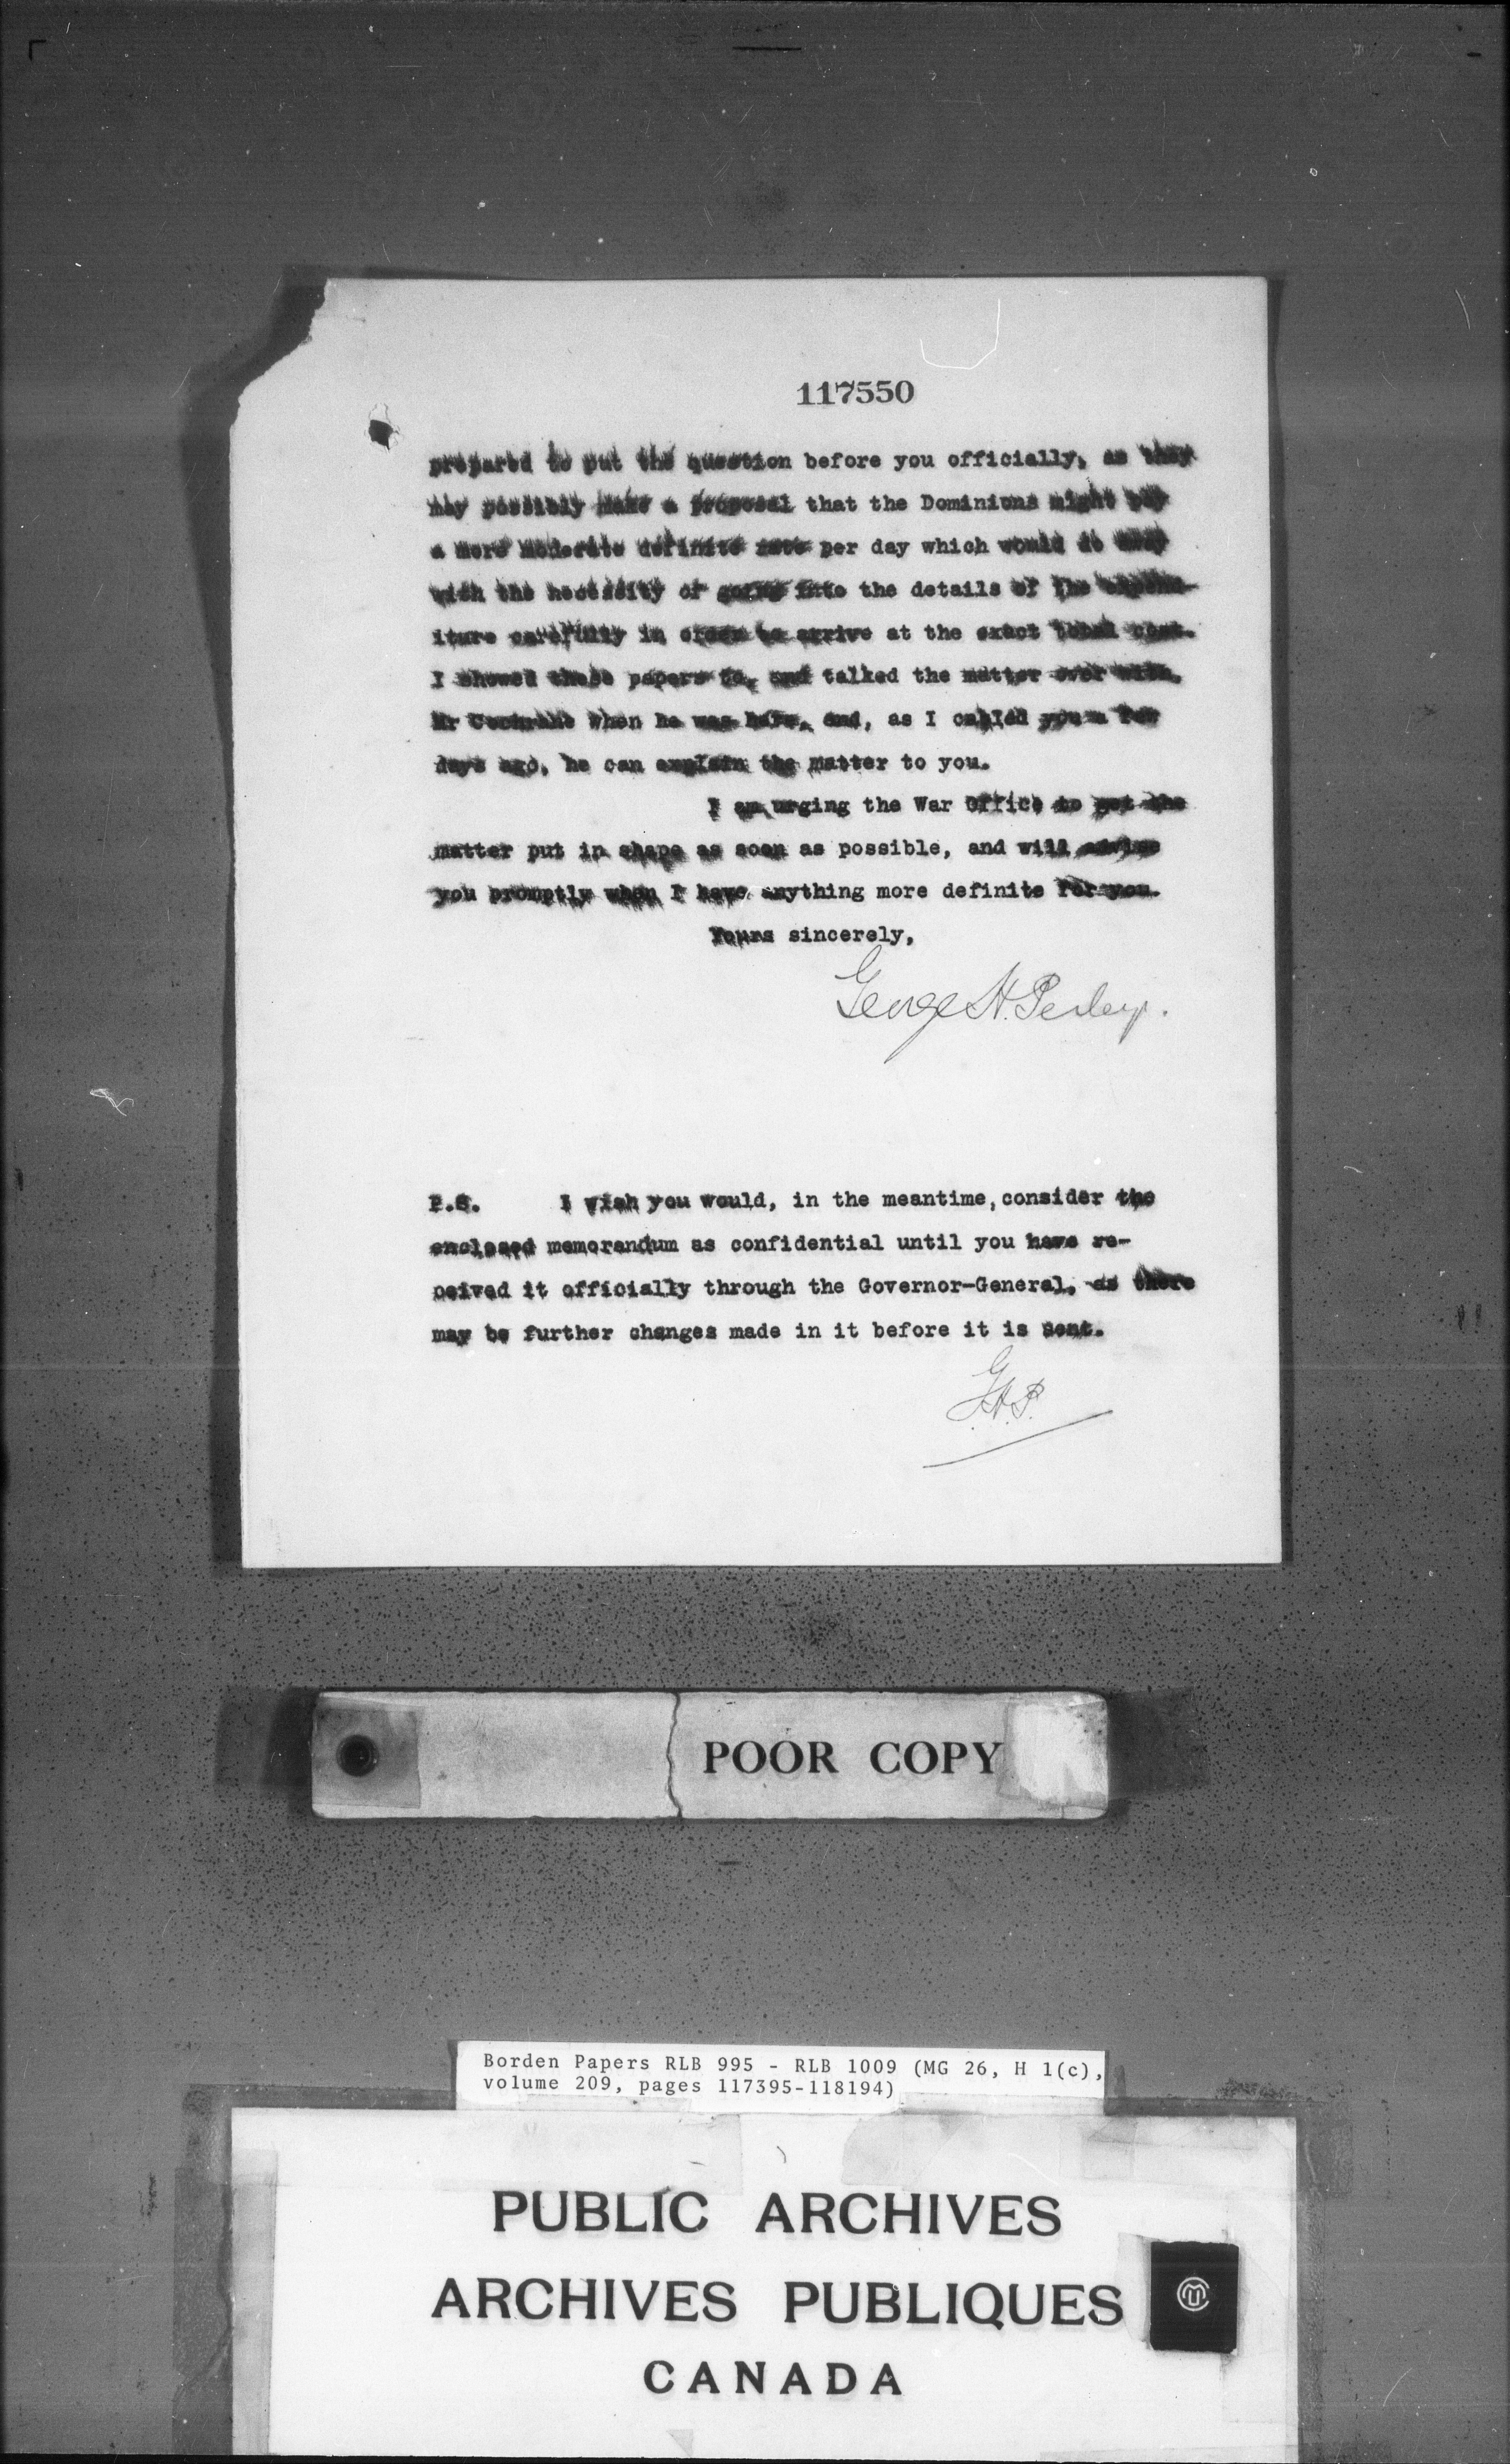 117550
prepared to put the question before you officially, as they
may possibly make a proposal that the Dominions might pay
a more moderate definite rate per day which would do away
with the necessity of going into the details of the expend-
iture carefully in order to arrive at the exact total cost.
I showed these papers to, and talked the matter over with,
Mr Cochrane when he was here, and, as I cabled you a few
days ago, he can explain the matter to you.
I am urging the War Office to get the
matter put in shape as soon as possible, and will advise
you promptly when I have anything more definite for you.
Yours sincerely,
George H. Perley.
P.S. I wish you would, in the meantime, consider the
enclosed memorandum as confidential until you have re-
ceived it officially through the Governor-General, as there
may be further changes made in it before it is sent.
G.H.P.
POOR COPY
Borden Papers RLB 995 - RLB 1009 (MG 26, H 1(c),
volume 209, pages 117395-118194)
PUBLIC ARCHIVES
ARCHIVES PUBLIQUES
CANADA